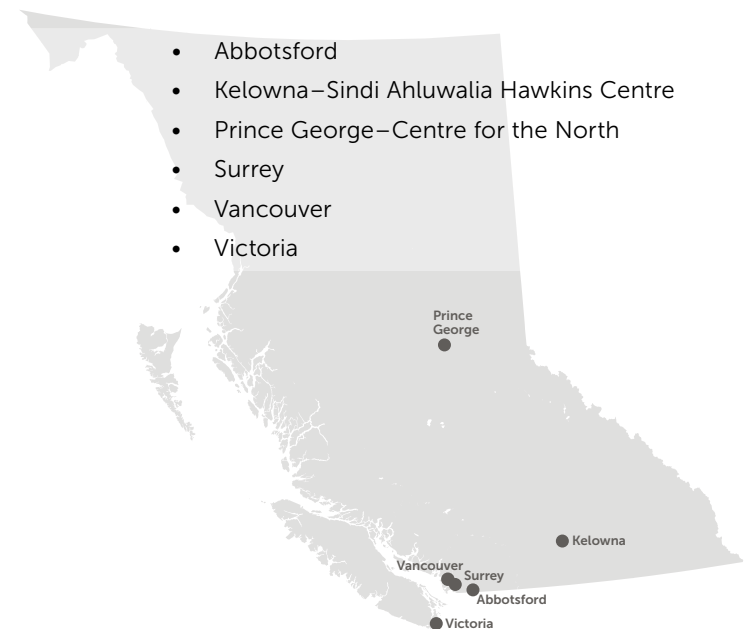 • Abbotsford
• Kelowna–Sindi Ahluwalia Hawkins Centre
• Prince George–Centre for the North
• Surrey
• Vancouver
• Victoria
Prince
George
Kelowna
Vancouver
Surrey
Abbotsford
Victoria